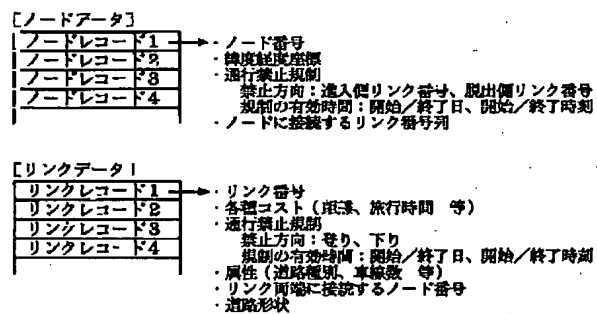 [ノードデータ]
ノードレコード1
ノードレコード2
ノードレコード3
ノードレコード4
・ノード番号
・緯度経度座標
・通行禁止規制
禁止方向：進入側リンク番号、脱出側リンク番号
規制の有効時間：開始／終了日、開始／終了時刻
・ノードに接続するリンク番号列
[リンクデータ]
リンクレコード1
リンクレコード2
リンクレコード3
リンクレコード4
・リンク番号
・各種コスト（距離、旅行時間 等）
・通行禁止規制
禁止方向：登り、下り
規制の有効時間：開始／終了日、開始／終了時刻
・属性（道路種別、車線数 等）
・リンク両端に接続するノード番号
・道路形状